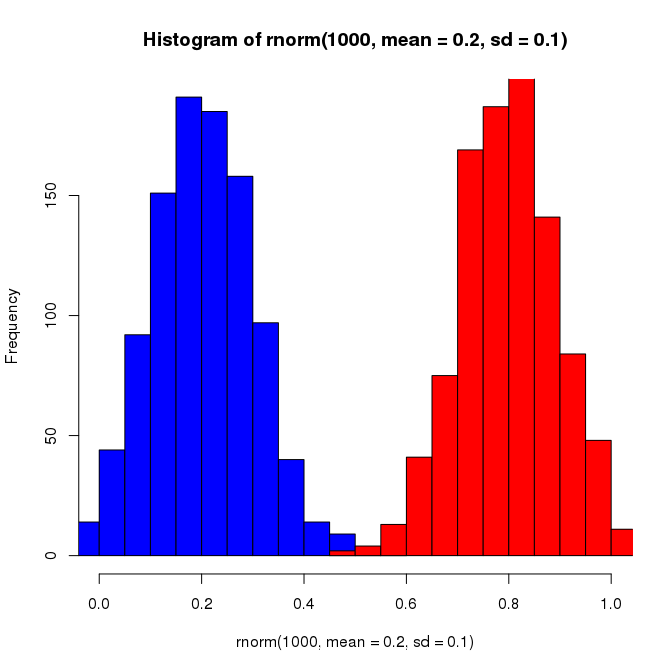 Histogram of rnorm(1000, mean = 0.2, sd = 0.1)
Frequency
150
100
50
0
0.0 0.2 0.4 0.6 0.8 1.0
rnorm(1000, mean = 0.2, sd = 0.1)